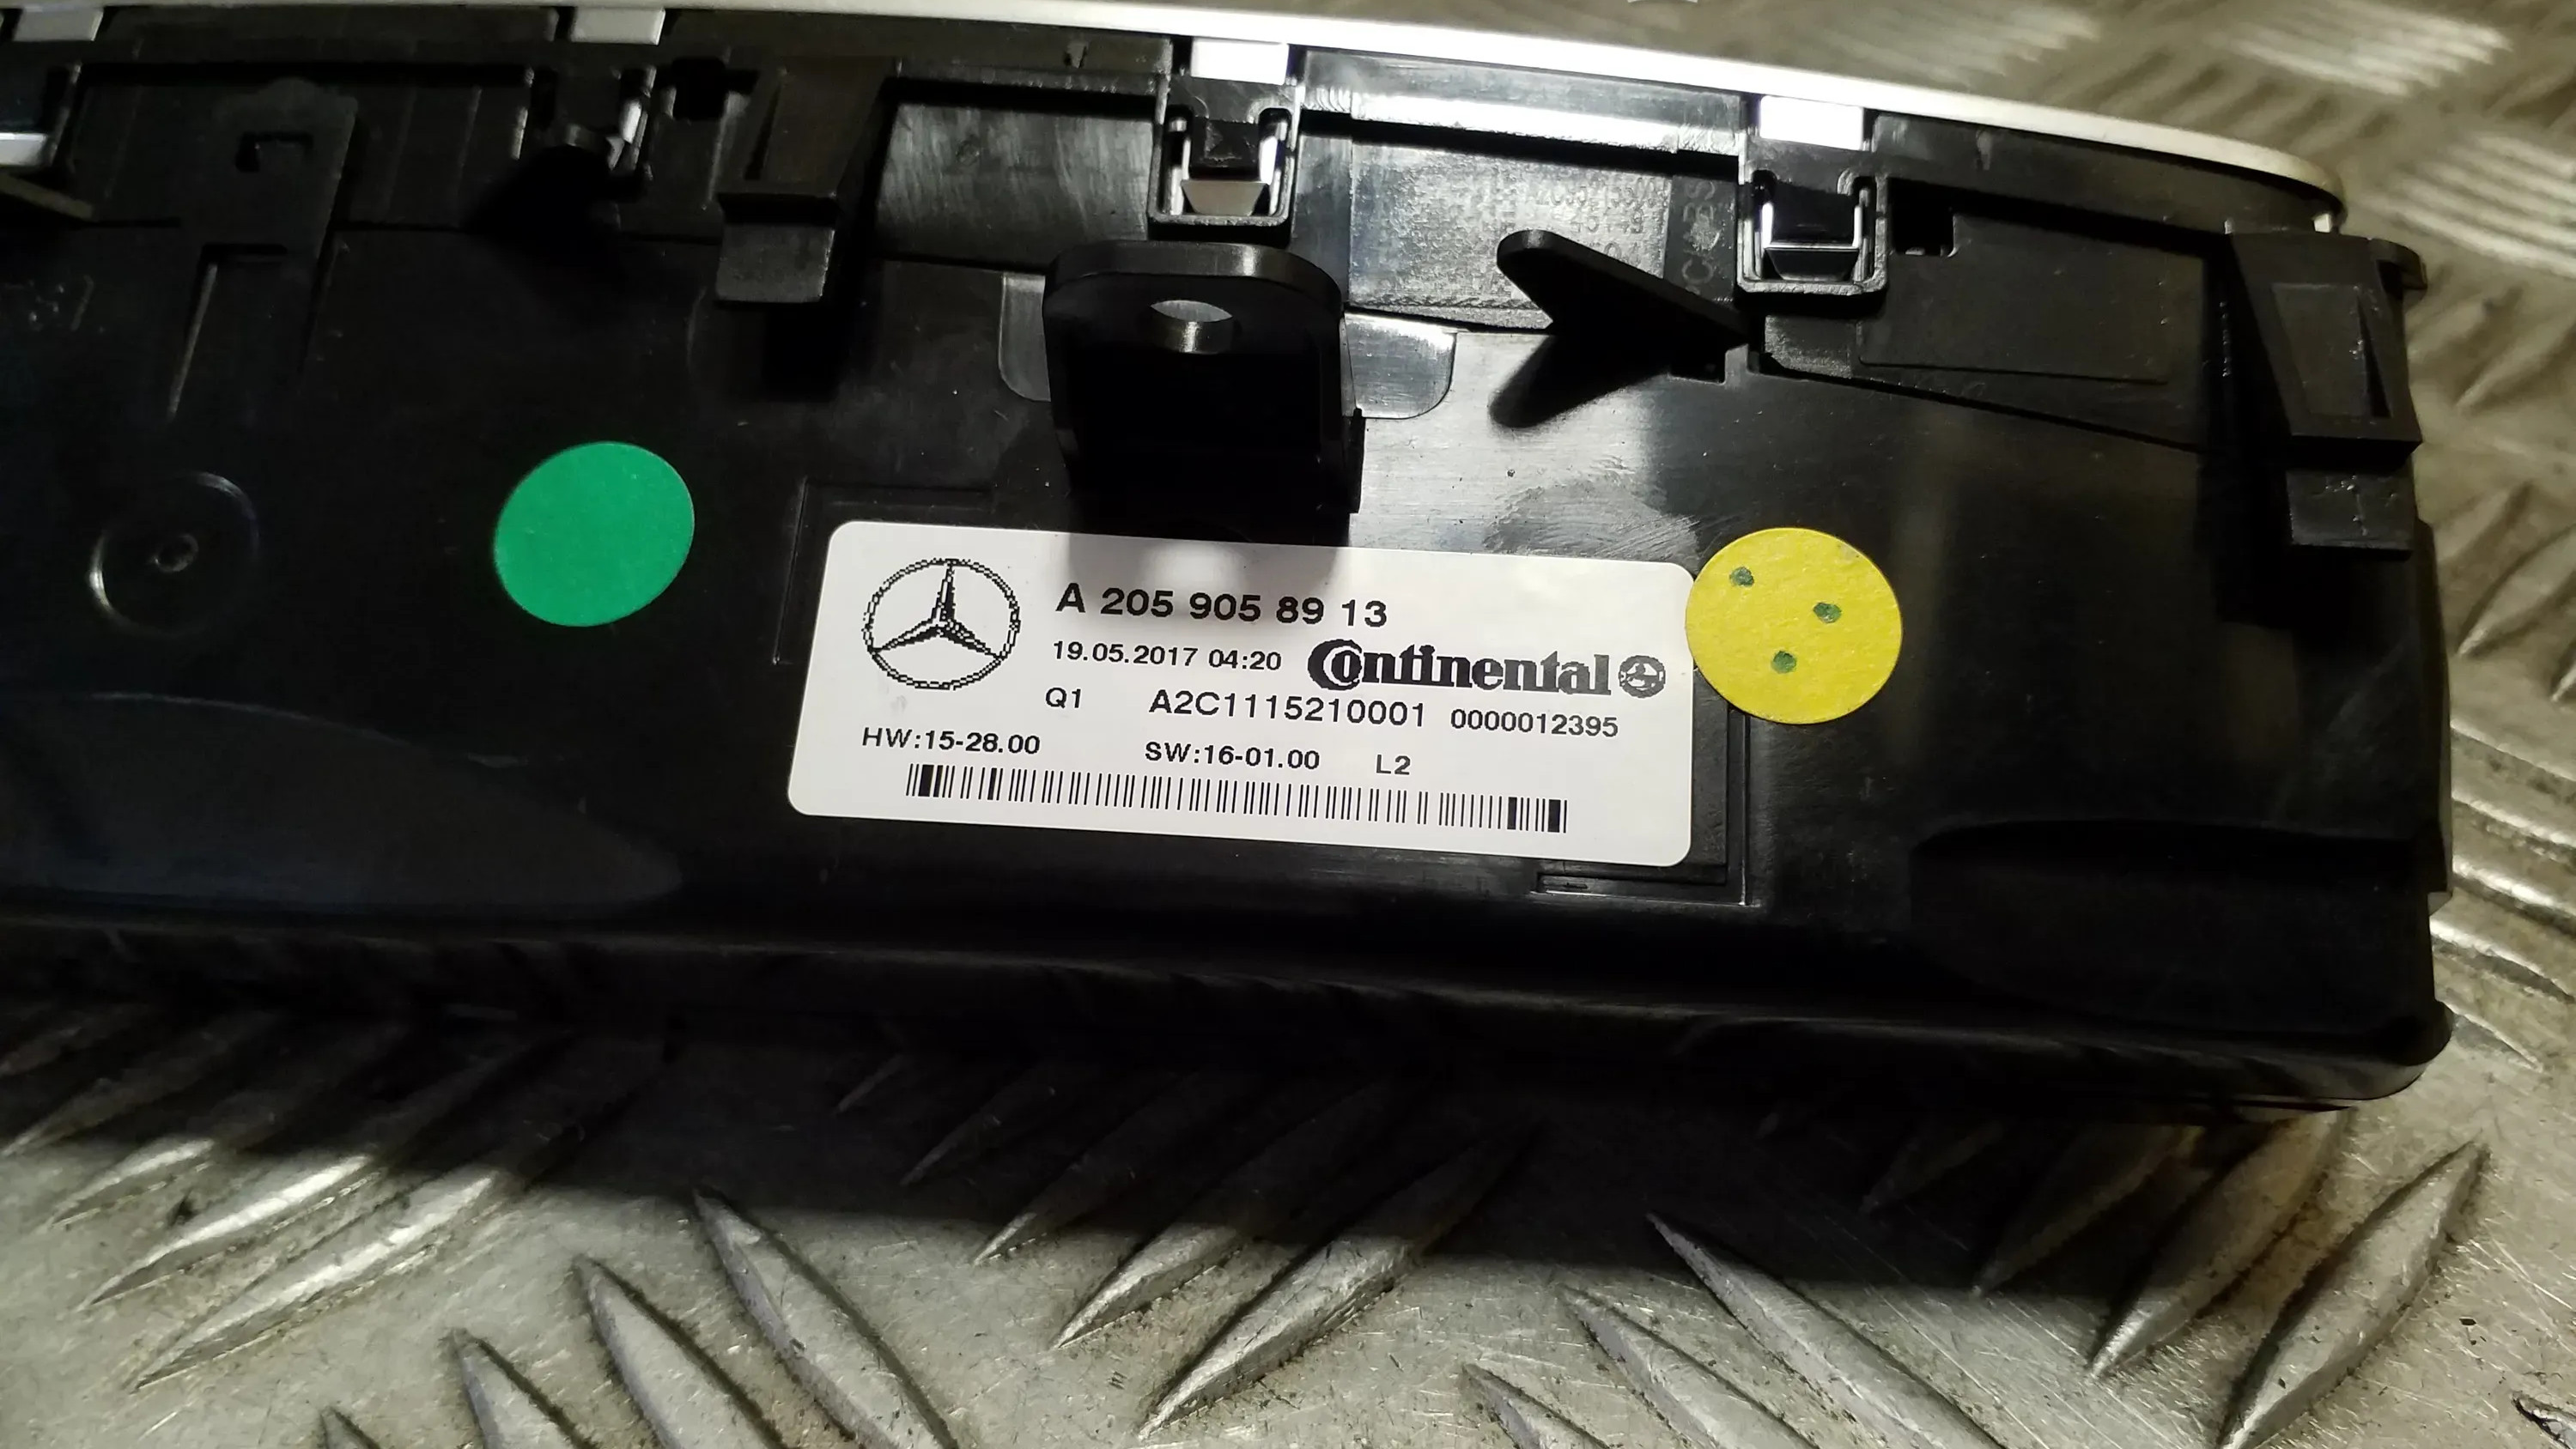 A 205 905 89 13
19.05.2017 04:20 Continental
Q1 A2C1115210001 0000012395
HW:15-28.00 SW:16-01.00 L2